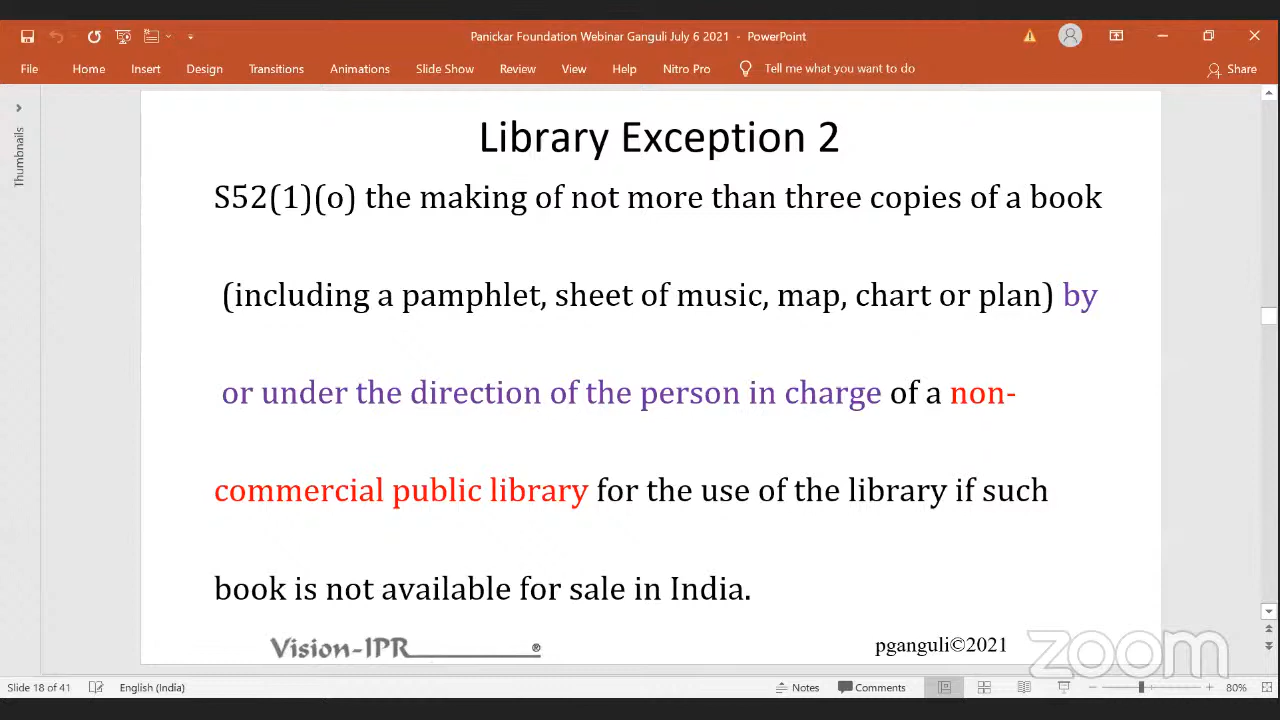 Panickar Foundation Webinar Ganguli July 6 2021 - PowerPoint
File Home Insert Design Transitions Animations Slide Show Review View Help Nitro Pro Tell me what you want to do Share
Thumbnails
Library Exception 2
S52(1)(o) the making of not more than three copies of a book
(including a pamphlet, sheet of music, map, chart or plan) by
or under the direction of the person in charge of a non-
commercial public library for the use of the library if such
book is not available for sale in India.
Vision-IPR ®
pganguli©2021
zoom
Slide 18 of 41 English (India) Notes Comments 80%